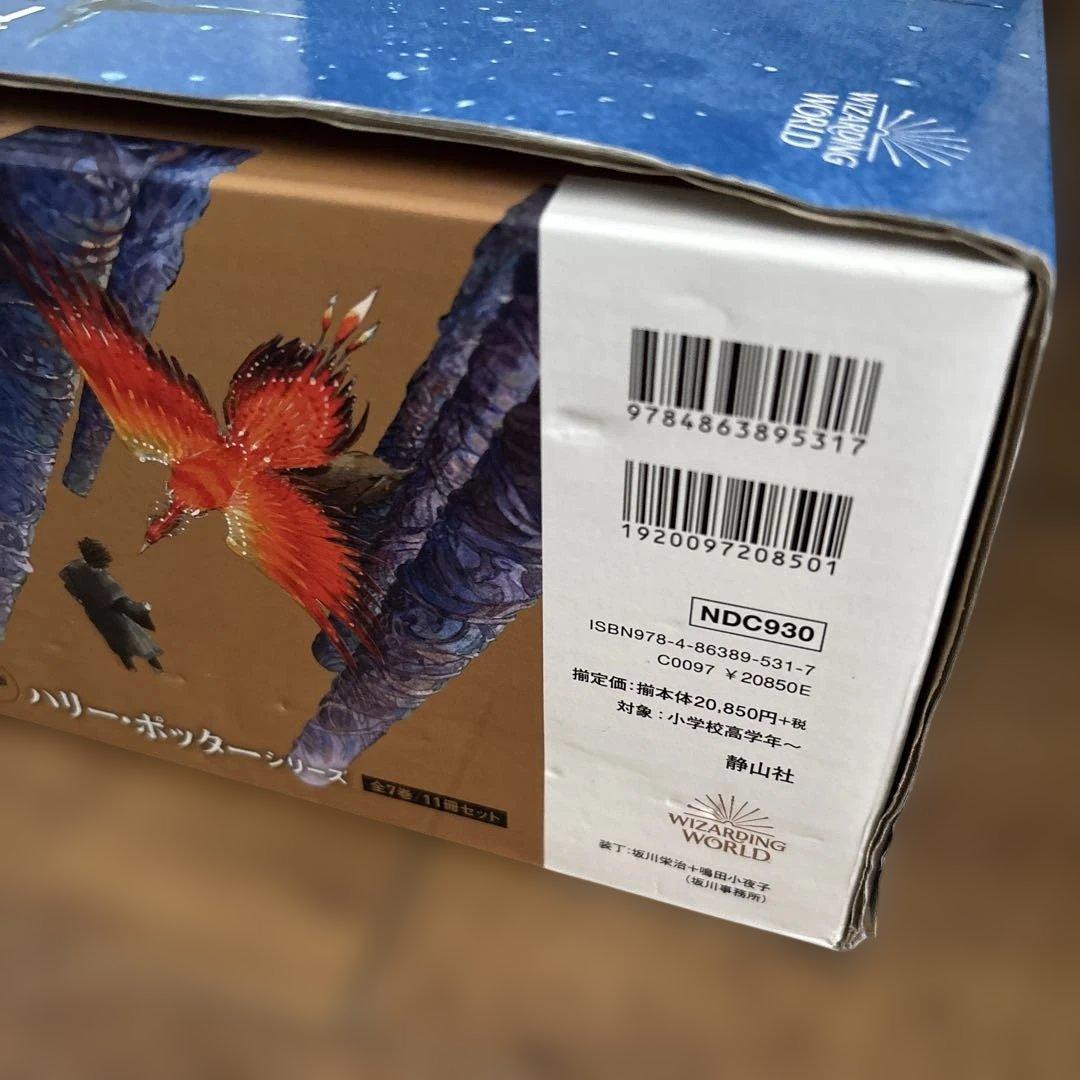 WIZARDING
WORLD
9784863895317
1920097208501
NDC930
ISBN978-4-86389-531-7
C0097 ¥20850E
揃定価：揃本体20,850円+税
対象：小学校高学年〜
静山社
WIZARDING
WORLD
装丁：坂川栄治+鳴田小夜子
（坂川事務所）
ハリー・ポッターシリーズ
全7巻/11冊セット